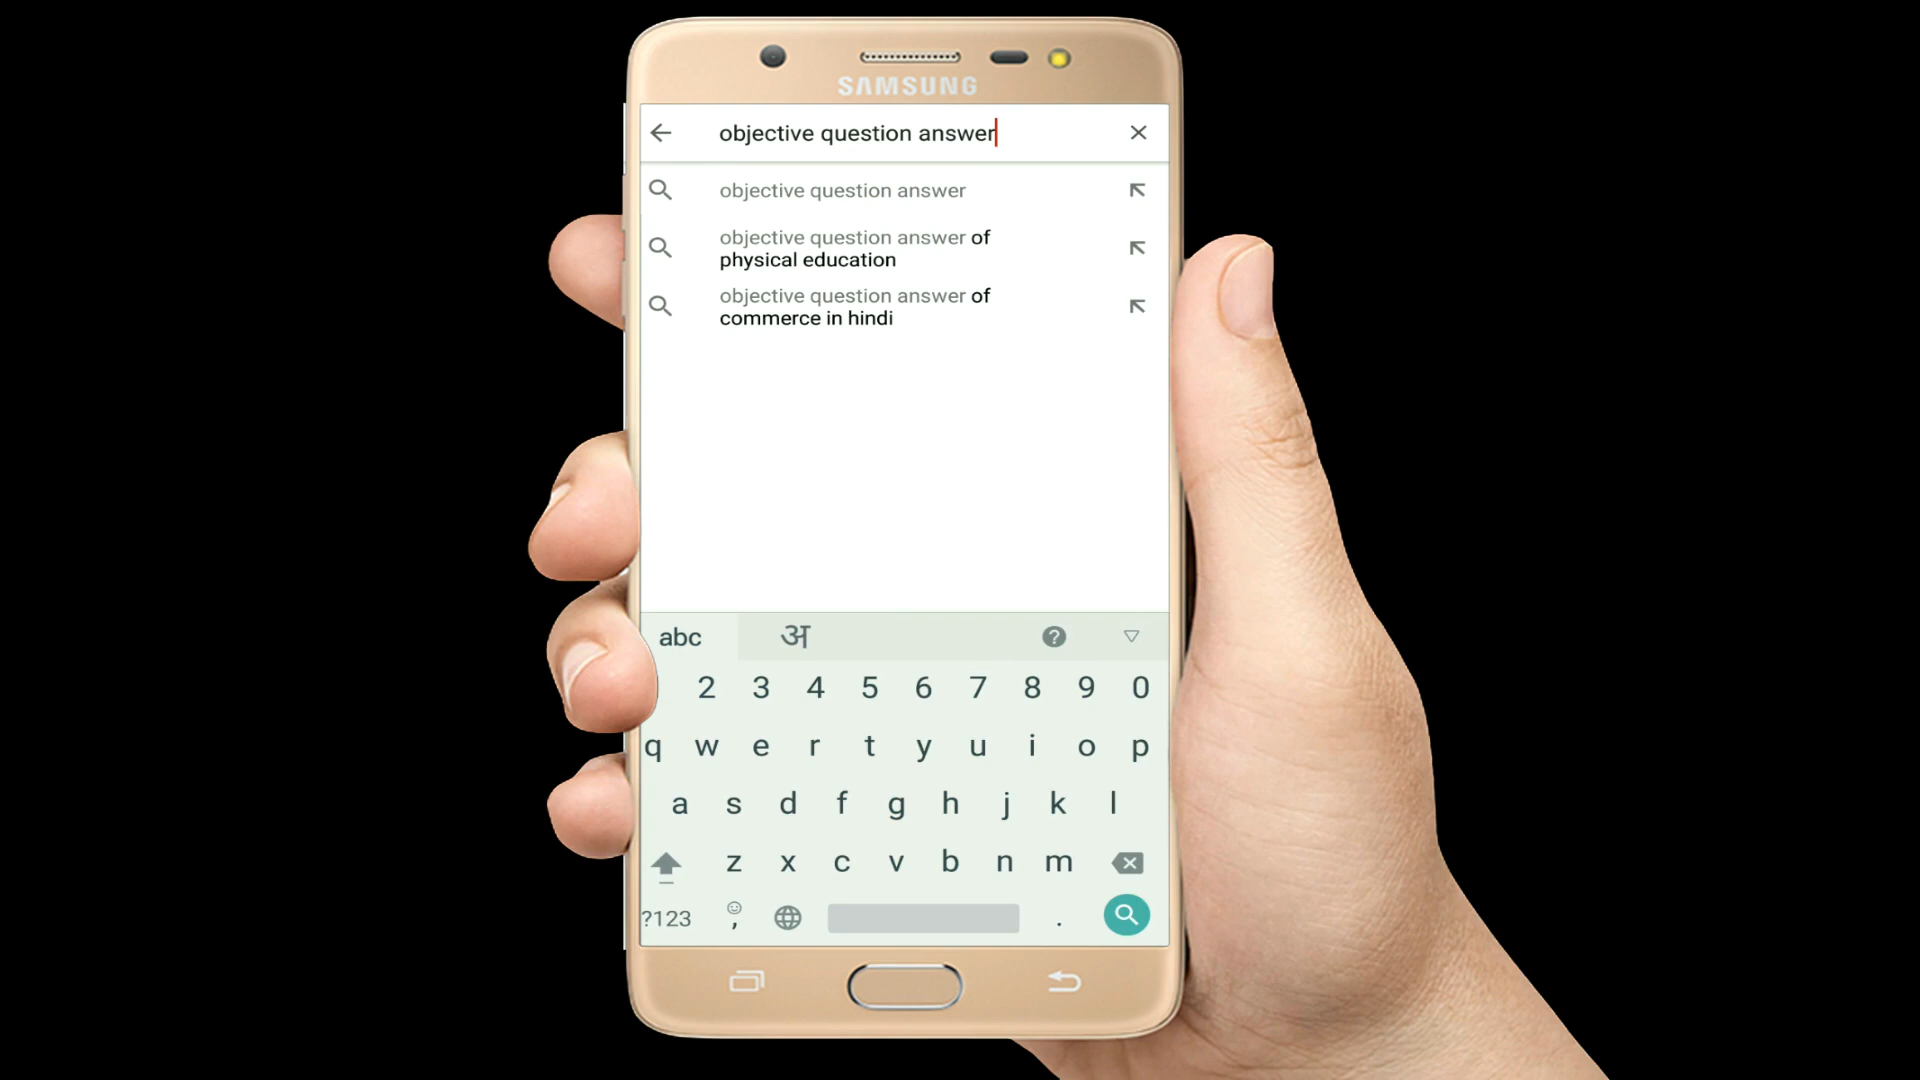 SAMSUNG
objective question answer
objective question answer
objective question answer of
physical education
objective question answer of
commerce in hindi
abc अ ?
2 3 4 5 6 7 8 9 0
q w e r t y u i o p
a s d f g h j k l
z x c v b n m
?123 , .